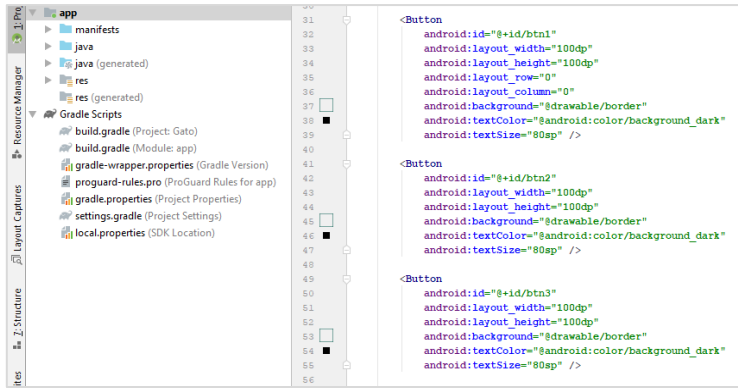 1: Pro
Resource Manager
Layout Captures
Z: Structure
ites
app
manifests
java
java (generated)
res
res (generated)
Gradle Scripts
build.gradle (Project: Gato)
build.gradle (Module: app)
gradle-wrapper.properties (Gradle Version)
proguard-rules.pro (ProGuard Rules for app)
gradle.properties (Project Properties)
settings.gradle (Project Settings)
local.properties (SDK Location)
31 <Button
32 android:id="@+id/btn1"
33 android:layout_width="100dp"
34 android:layout_height="100dp"
35 android:layout_row="0"
36 android:layout_column="0"
37 android:background="@drawable/border"
38 android:textColor="@android:color/background_dark"
39 android:textSize="80sp" />
40
41 <Button
42 android:id="@+id/btn2"
43 android:layout_width="100dp"
44 android:layout_height="100dp"
45 android:background="@drawable/border"
46 android:textColor="@android:color/background_dark"
47 android:textSize="80sp" />
48
49 <Button
50 android:id="@+id/btn3"
51 android:layout_width="100dp"
52 android:layout_height="100dp"
53 android:background="@drawable/border"
54 android:textColor="@android:color/background_dark"
55 android:textSize="80sp" />
56